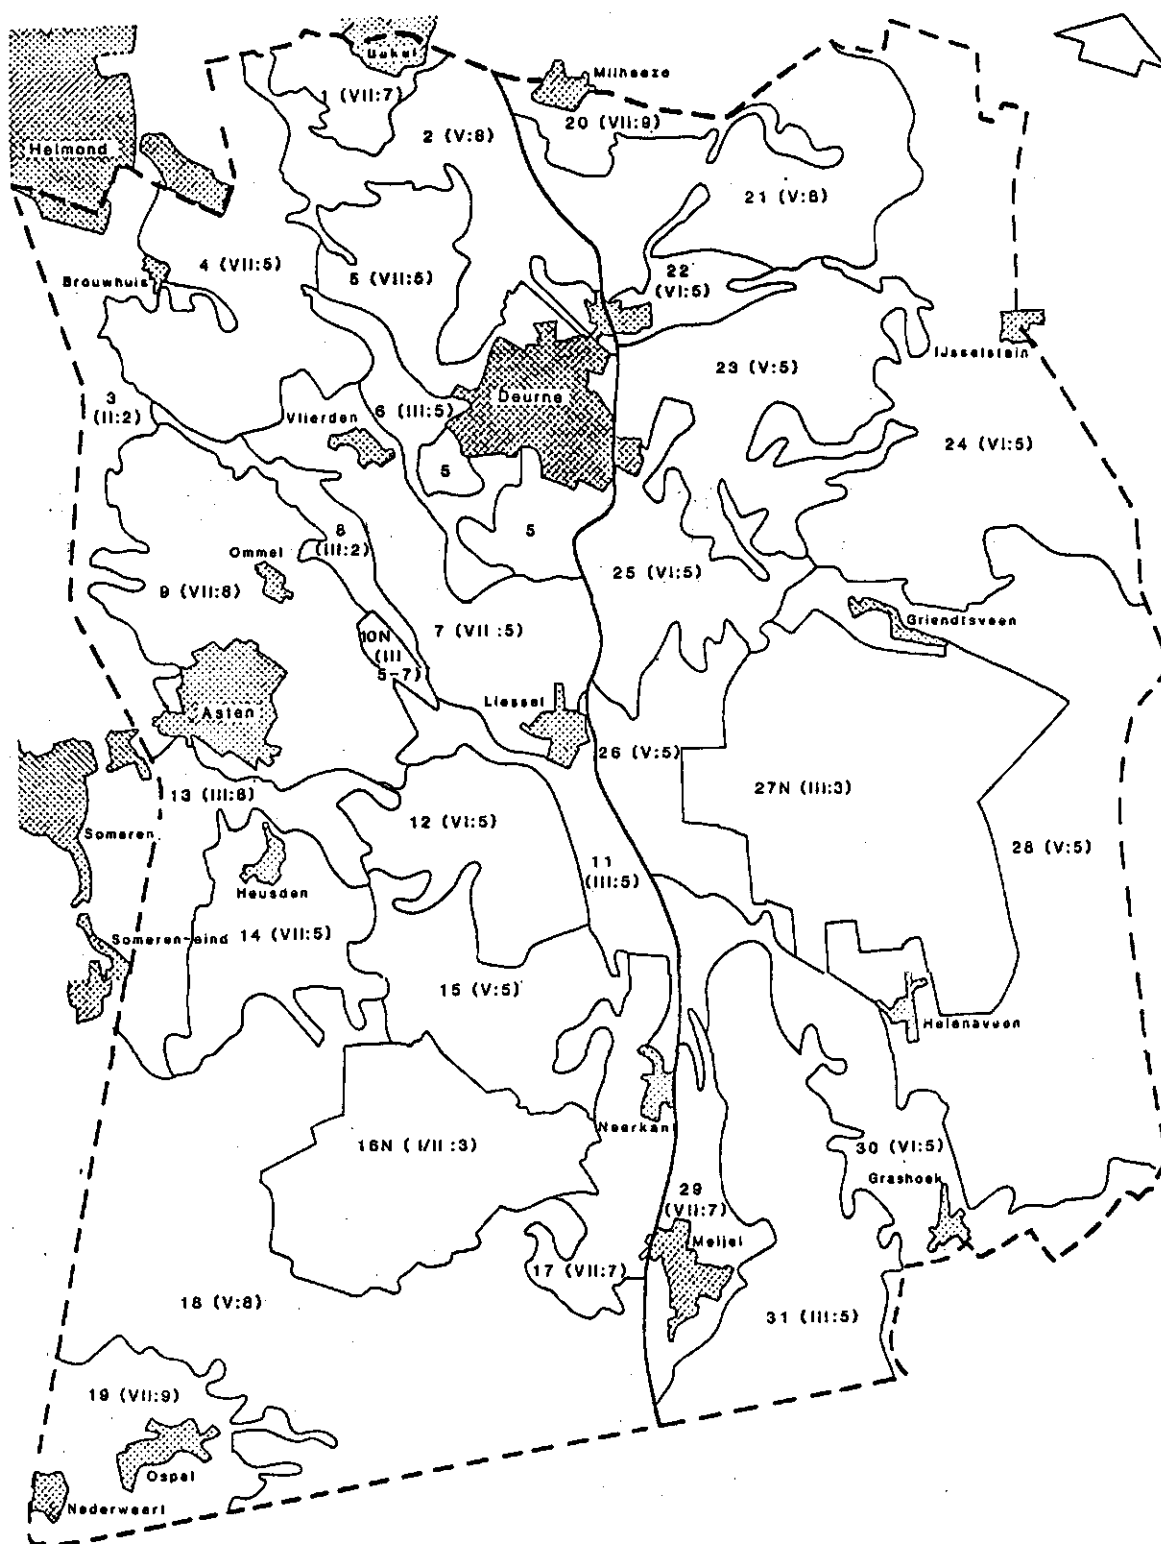 Bakel
Milheeze
1 (VII:7)
20 (VII:9)
2 (V:8)
Helmond
21 (V:8)
4 (VII:5)
5 (VII:5)
22
(VI:5)
Brouwhuis
IJsselstein
23 (V:5)
3
(II:2)
6 (III:5)
Deurne
Vlierden
24 (VI:5)
5
8
(III:2)
5
Ommel
25 (VI:5)
9 (VII:8)
Griendtsveen
7 (VII:5)
10N
(III
5-7)
Liessel
Asten
26 (V:5)
27N (III:3)
13 (III:8)
12 (VI:5)
Someren
28 (V:5)
11
(III:5)
Heusden
Someren-eind
14 (VII:5)
15 (V:5)
Helenaveen
Neerkant
16N (I/II:3)
30 (VI:5)
Grashoek
29
(VII:7)
Meijel
17 (VII:7)
18 (V:8)
31 (III:5)
19 (VII:9)
Ospel
Nederweert